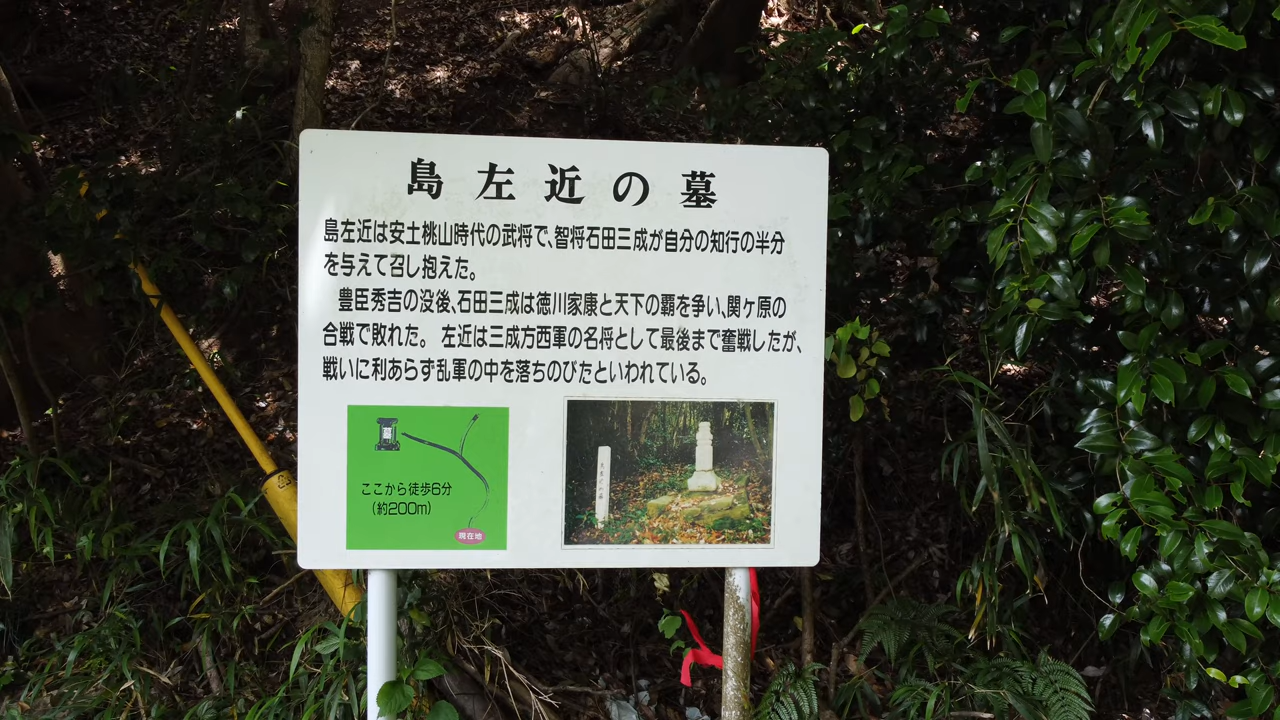 島左近の墓
島左近は安土桃山時代の武将で、智将石田三成が自分の知行の半分
を与えて召し抱えた。
豊臣秀吉の没後、石田三成は徳川家康と天下の覇を争い、関ヶ原の
合戦で敗れた。 左近は三成方西軍の名将として最後まで奮戦したが、
戦いに利あらず乱軍の中を落ちのびたといわれている。
墓
ここから徒歩6分
(約200m)
現在地